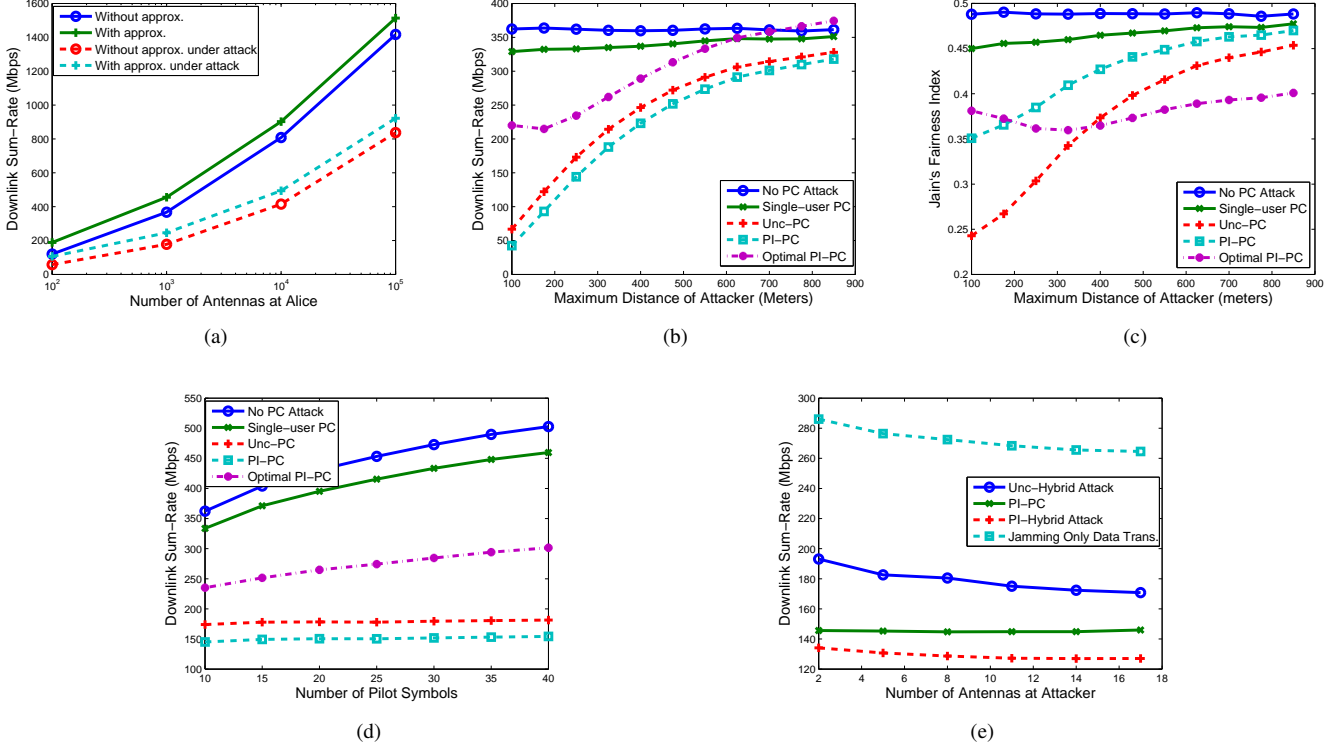 1600
1400
1200
1000
800
600
400
200
0
Downlink Sum−Rate (Mbps)
Without approx.
With approx.
Without approx. under attack
With approx. under attack
10^2
10^3
10^4
10^5
Number of Antennas at Alice
(a)
400
350
300
250
200
150
100
50
0
Downlink Sum−Rate (Mbps)
No PC Attack
Single−user PC
Unc−PC
PI−PC
Optimal PI−PC
100 200 300 400 500 600 700 800 900
Maximum Distance of Attacker (Meters)
(b)
0.5
0.45
0.4
0.35
0.3
0.25
0.2
Jain's Fairness Index
No PC Attack
Single−user PC
Unc−PC
PI−PC
Optimal PI−PC
100 200 300 400 500 600 700 800 900
Maximum Distance of Attacker (meters)
(c)
550
500
450
400
350
300
250
200
150
100
Downlink Sum−Rate (Mbps)
No PC Attack
Single−user PC
Unc−PC
PI−PC
Optimal PI−PC
10 15 20 25 30 35 40
Number of Pilot Symbols
(d)
300
280
260
240
220
200
180
160
140
120
Downlink Sum−Rate (Mbps)
Unc−Hybrid Attack
PI−PC
PI−Hybrid Attack
Jamming Only Data Trans.
2 4 6 8 10 12 14 16 18
Number of Antennas at Attacker
(e)